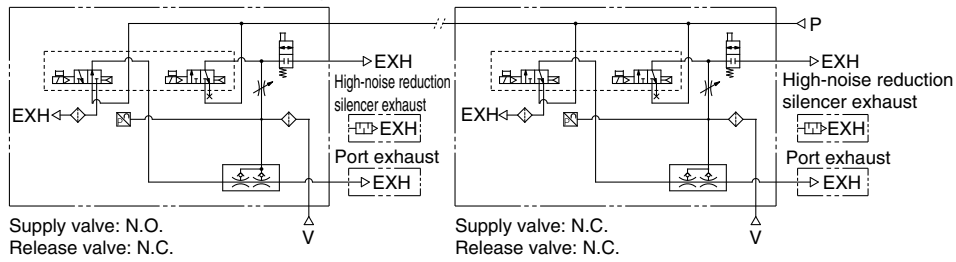 P
EXH
High-noise reduction
silencer exhaust
EXH
EXH
Port exhaust
EXH
V
Supply valve: N.O.
Release valve: N.C.
EXH
High-noise reduction
silencer exhaust
EXH
EXH
Port exhaust
EXH
V
Supply valve: N.C.
Release valve: N.C.